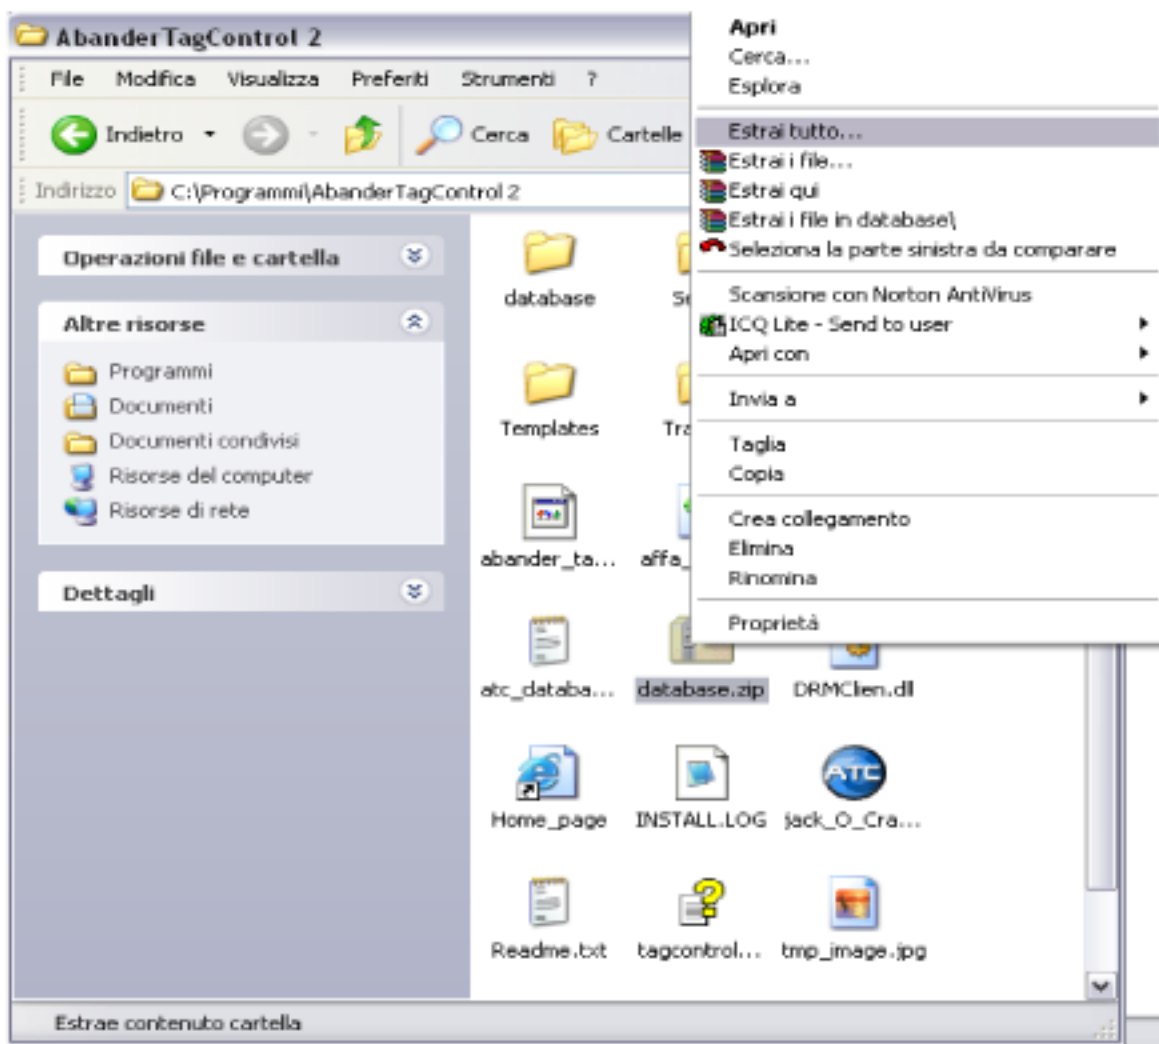 AbanderTagControl 2
File Modifica Visualizza Preferiti Strumenti ?
Indietro Cerca Cartelle
Indirizzo C:\Programmi\AbanderTagControl 2
Operazioni file e cartella
Altre risorse
Programmi
Documenti
Documenti condivisi
Risorse del computer
Risorse di rete
Dettagli
database
Templates
abander_ta...
affa_
atc_databa... database.zip DRMClien.dll
ATC
Home_page INSTALL.LOG jack_O_Cra...
Readme.txt tagcontrol... tmp_image.jpg
Estrae contenuto cartella
Apri
Cerca...
Esplora
Estrai tutto...
Estrai i file...
Estrai qui
Estrai i file in database\
Seleziona la parte sinistra da comparare
Scansione con Norton AntiVirus
ICQ Lite - Send to user
Apri con
Invia a
Taglia
Copia
Crea collegamento
Elimina
Rinomina
Proprietà